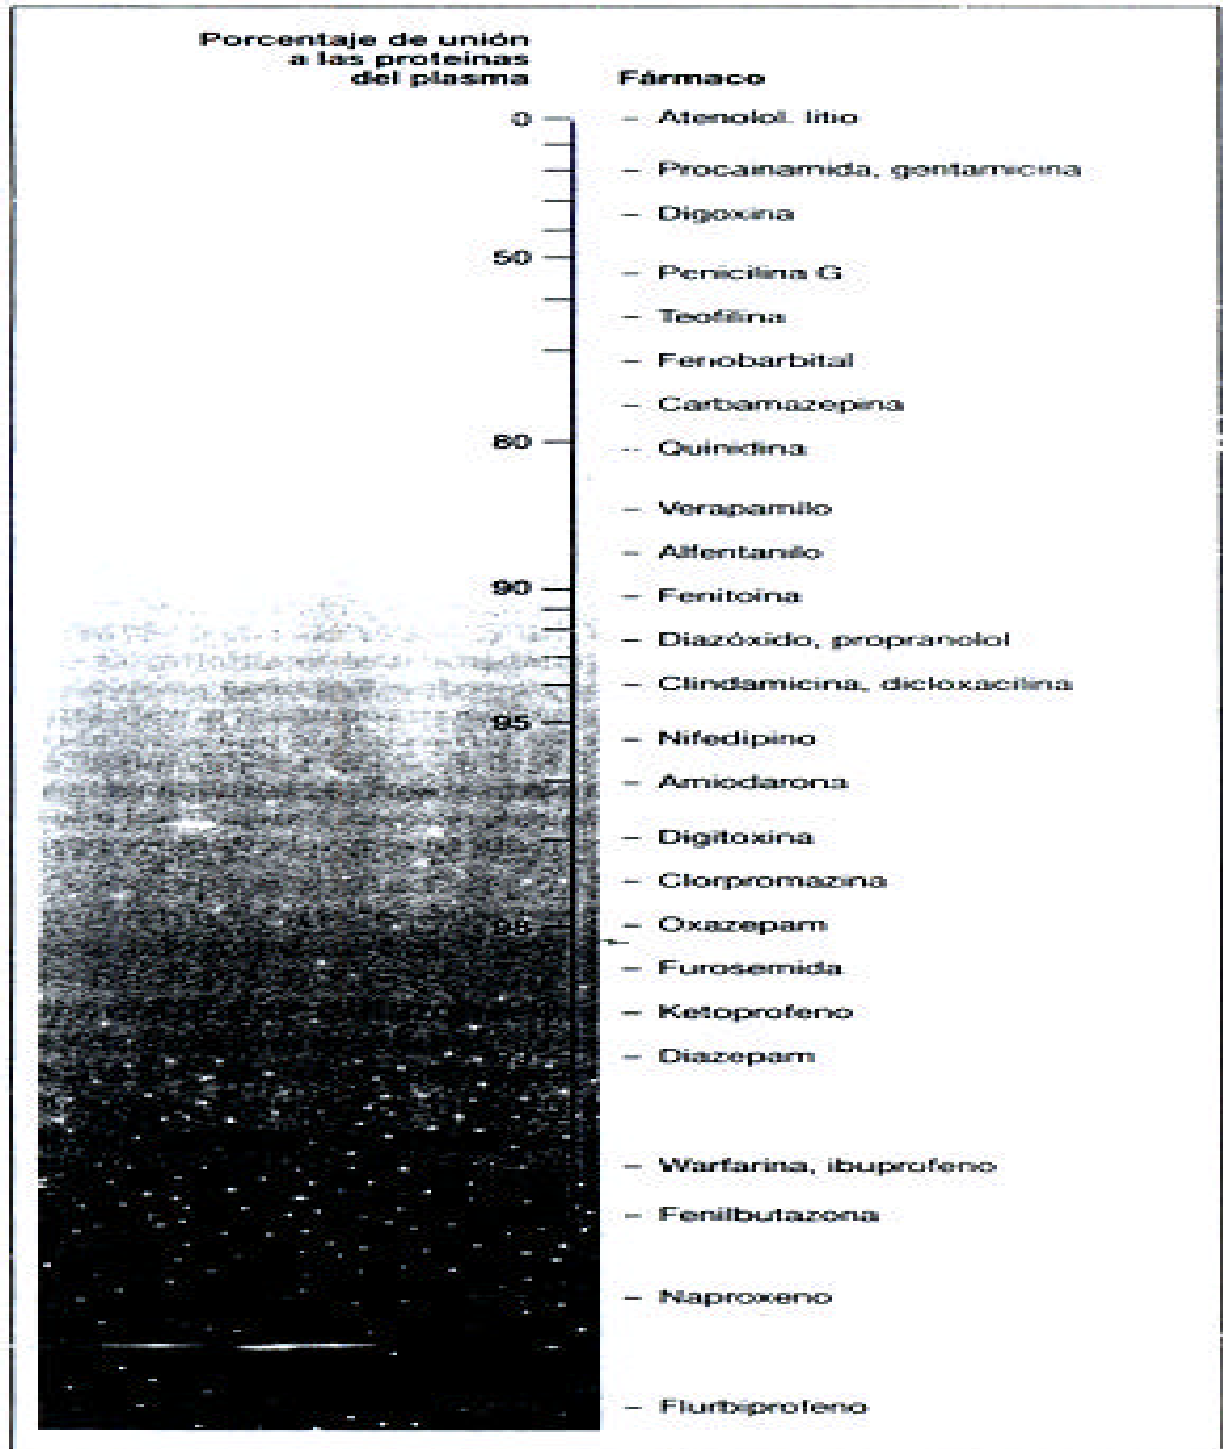 Porcentaje de unión
a las proteinas
del plasma
Fármaco
0
Atenolol. litio
Procainamida, gentamicina
Digoxina
50
Penicilina G
Teofilina
Fenobarbital
Carbamazepina
80
Quinidina
Verapamilo
Alfentanilo
90
Fenitoína
Diazóxido, propranolol
Clindamicina, dicloxacilina
95
Nifedipino
Amiodarona
Digitoxina
Clorpromazina
98
Oxazepam
Furosemida
Ketoprofeno
Diazepam
Warfarina, ibuprofeno
Fenilbutazona
Naproxeno
Flurbiprofeno